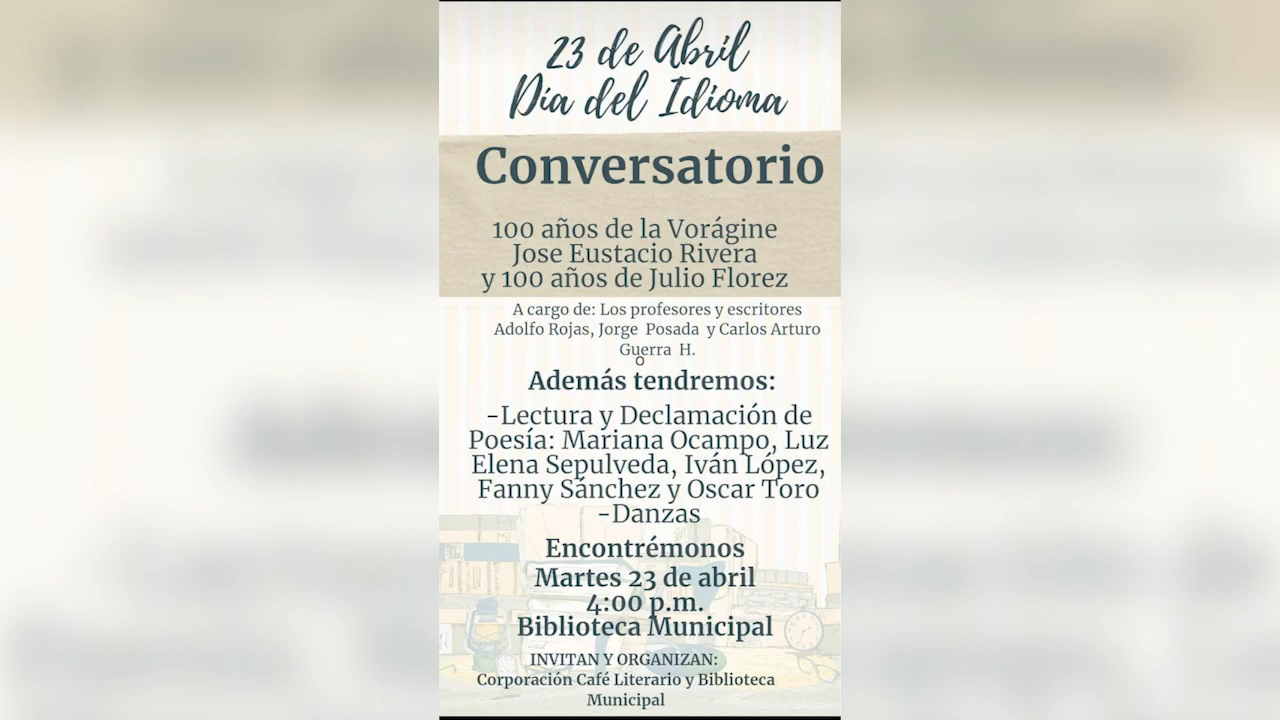 23 de Abril
Día del Idioma
Conversatorio
100 años de la Vorágine
Jose Eustacio Rivera
y 100 años de Julio Florez
A cargo de: Los profesores y escritores
Adolfo Rojas, Jorge Posada y Carlos Arturo
Guerra H.
O
Además tendremos:
-Lectura y Declamación de
Poesía: Mariana Ocampo, Luz
Elena Sepulveda, Iván López,
Fanny Sánchez y Oscar Toro
-Danzas
Encontrémonos
Martes 23 de abril
4:00 p.m.
Biblioteca Municipal
INVITAN Y ORGANIZAN:
Corporación Café Literario y Biblioteca
Municipal